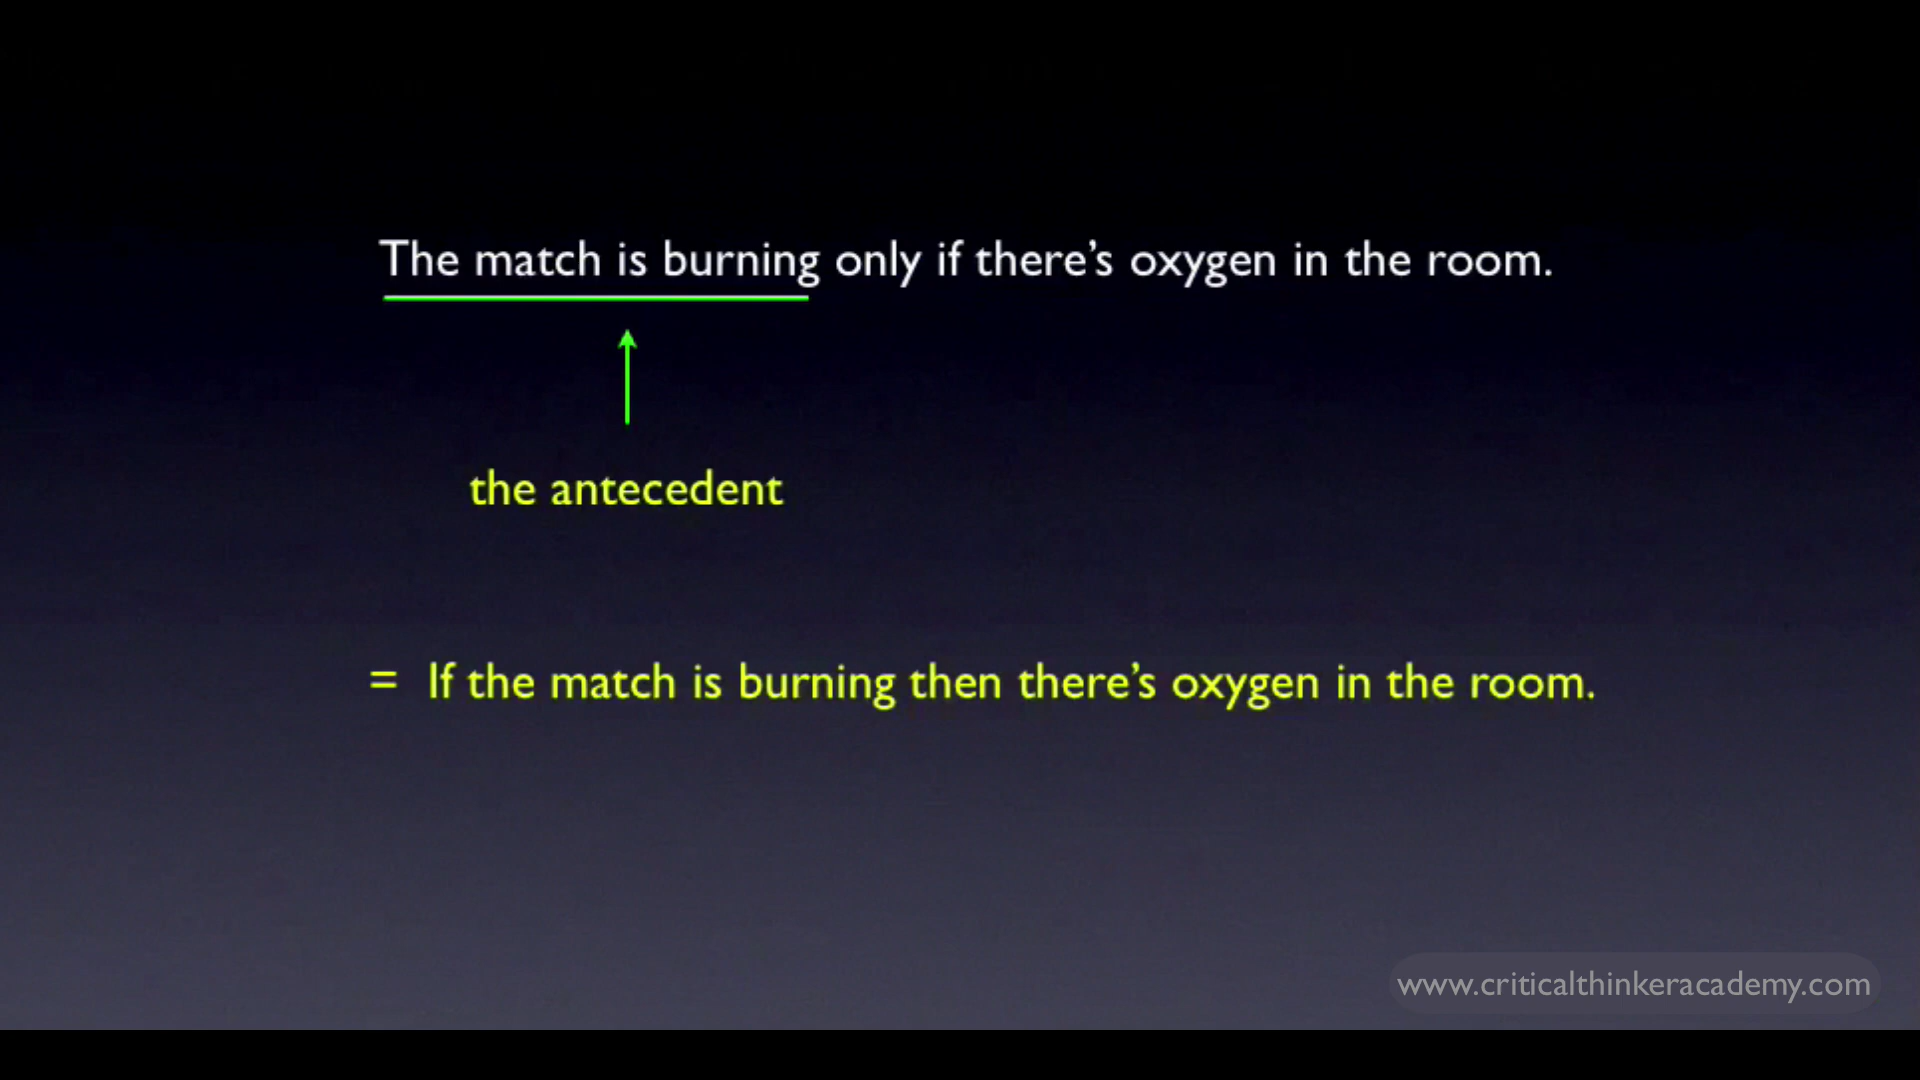 The match is burning only if there’s oxygen in the room.
the antecedent
= If the match is burning then there’s oxygen in the room.
www.criticalthinkeracademy.com